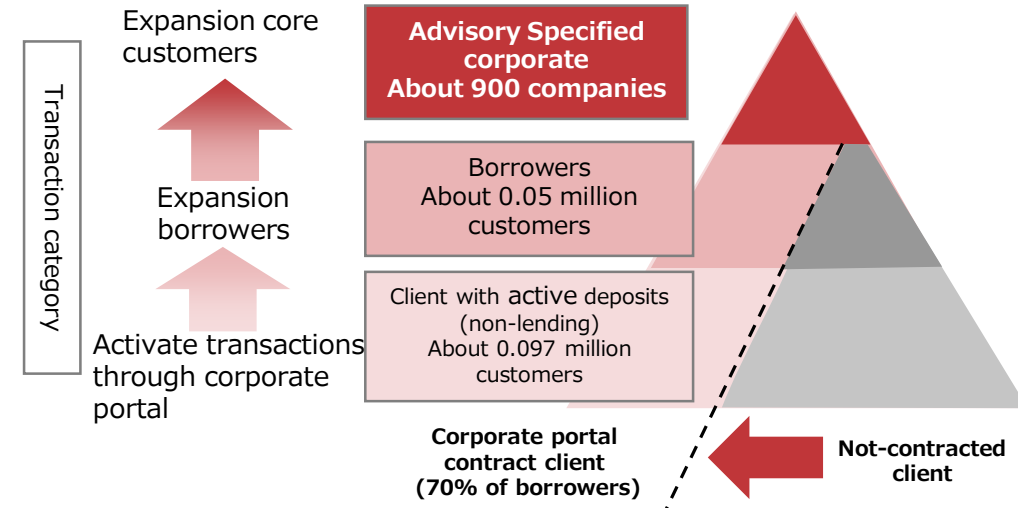 Transaction category
Expansion core
customers
Expansion
borrowers
Activate transactions
through corporate
portal
Advisory Specified
corporate
About 900 companies
Borrowers
About 0.05 million
customers
Client with active deposits
(non-lending)
About 0.097 million
customers
Corporate portal
contract client
(70% of borrowers)
Not-contracted
client